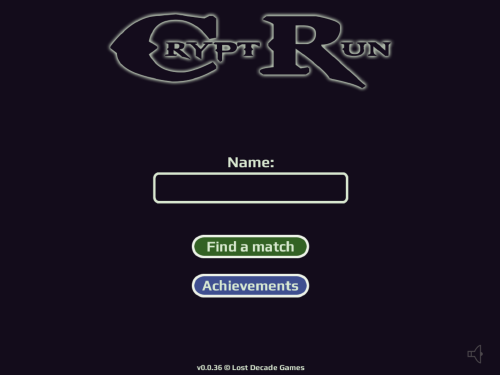 Crypt Run
Name:
Find a match
Achievements
v0.0.36 © Lost Decade Games